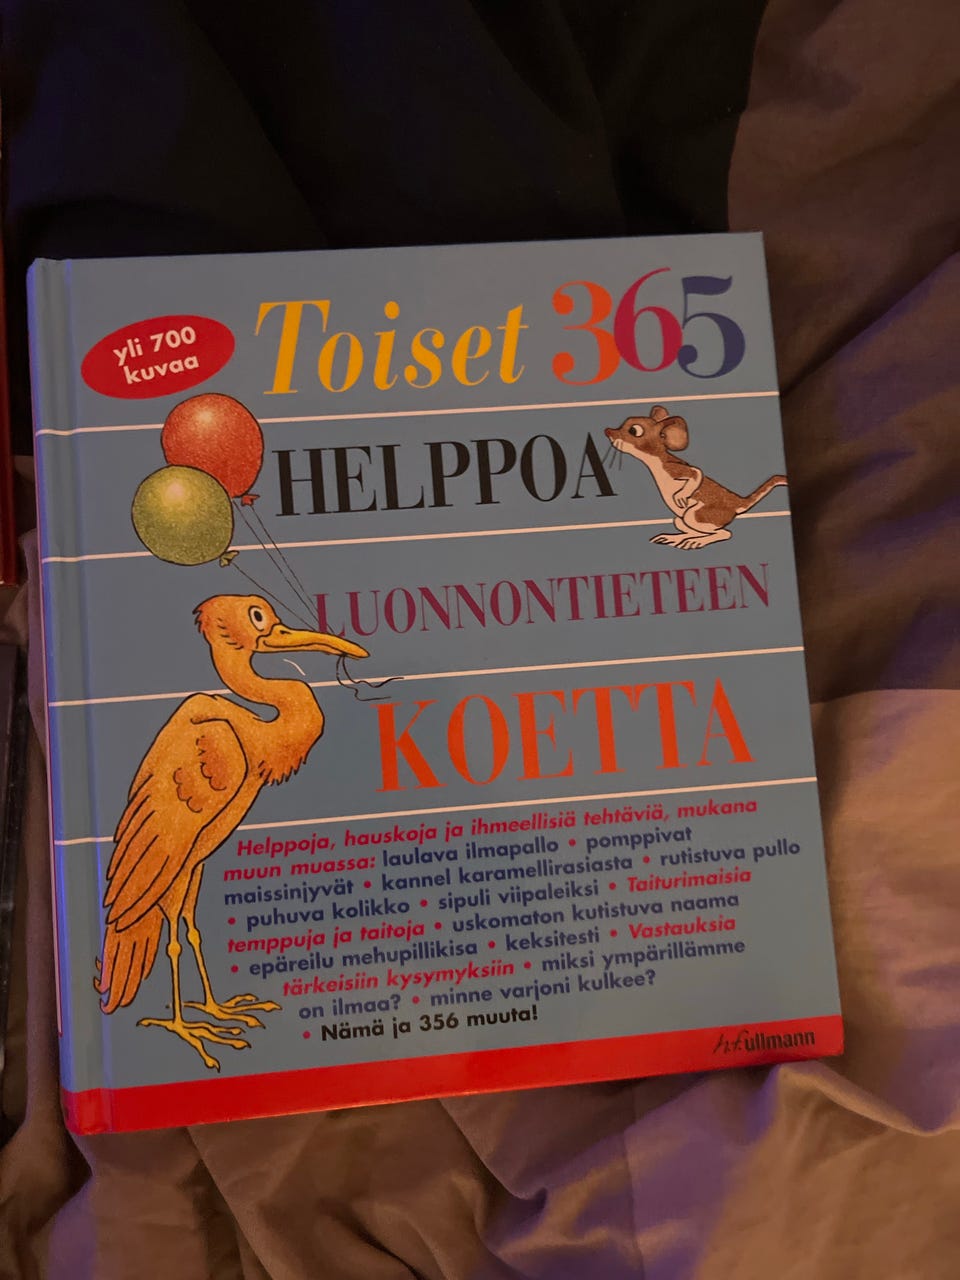 yli 700
kuvaa
Toiset 365
HELPPOA
LUONNONTIETEEN
KOETTA
Helppoja, hauskoja ja ihmeellisiä tehtäviä, mukana
muun muassa: laulava ilmapallo • pomppivat
maissinjyvät • kannel karamellirasiasta • rutistuva pullo
• puhuva kolikko • sipuli viipaleiksi • Taiturimaisia
temppuja ja taitoja • uskomaton kutistuva naama
• epäreilu mehupillikisa • keksitesti • Vastauksia
tärkeisiin kysymyksiin • miksi ympärillämme
on ilmaa? • minne varjoni kulkee?
• Nämä ja 356 muuta!
h.f.ullmann